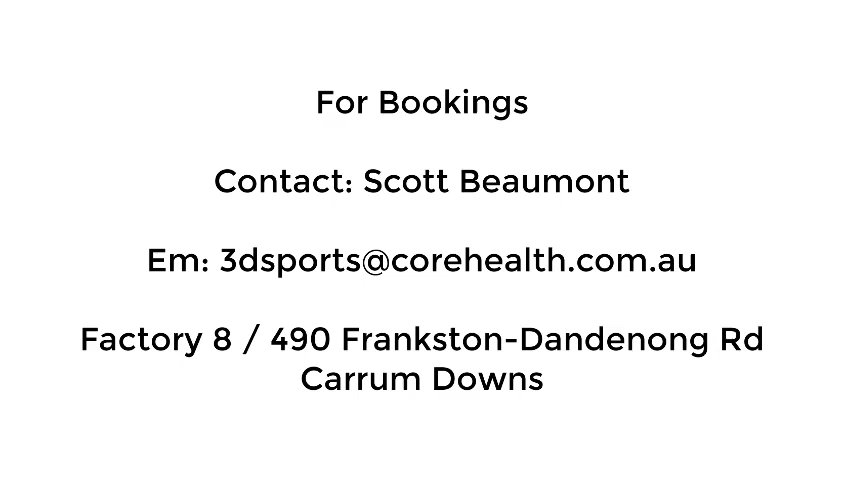 For Bookings
Contact: Scott Beaumont
Em: 3dsports@corehealth.com.au
Factory 8 / 490 Frankston-Dandenong Rd
Carrum Downs